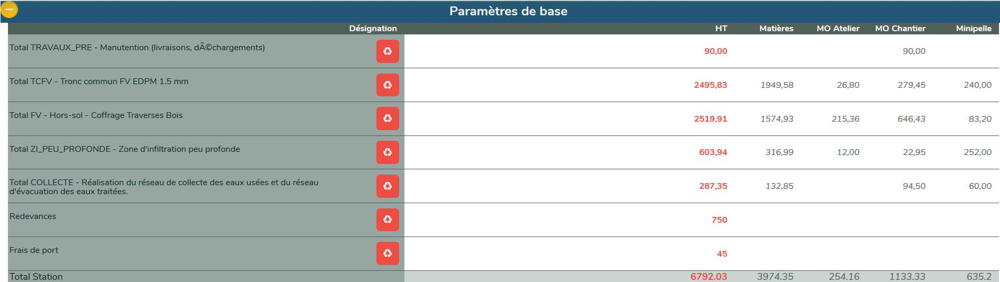 Paramètres de base
Désignation HT Matières MO Atelier MO Chantier Minipelle
Total TRAVAUX_PRE - Manutention (livraisons, dÃ©chargements) 90,00 90,00
Total TCFV - Tronc commun FV EDPM 1.5 mm 2495,83 1949,58 26,80 279,45 240,00
Total FV - Hors-sol - Coffrage Traverses Bois 2519,91 1574,93 215,36 646,43 83,20
Total ZI_PEU_PROFONDE - Zone d'infiltration peu profonde 603,94 316,99 12,00 22,95 252,00
Total COLLECTE - Réalisation du réseau de collecte des eaux usées et du réseau
d'évacuation des eaux traitées. 287,35 132,85 94,50 60,00
Redevances 750
Frais de port 45
Total Station 6792.03 3974.35 254.16 1133.33 635.2